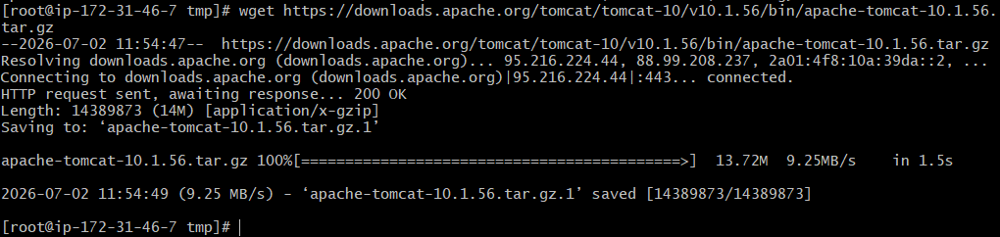 [root@ip-172-31-46-7 tmp]# wget https://downloads.apache.org/tomcat/tomcat-10/v10.1.56/bin/apache-tomcat-10.1.56.
tar.gz
--2026-07-02 11:54:47--  https://downloads.apache.org/tomcat/tomcat-10/v10.1.56/bin/apache-tomcat-10.1.56.tar.gz
Resolving downloads.apache.org (downloads.apache.org)... 95.216.224.44, 88.99.208.237, 2a01:4f8:10a:39da::2, ...
Connecting to downloads.apache.org (downloads.apache.org)|95.216.224.44|:443... connected.
HTTP request sent, awaiting response... 200 OK
Length: 14389873 (14M) [application/x-gzip]
Saving to: ‘apache-tomcat-10.1.56.tar.gz.1’
apache-tomcat-10.1.56.tar.gz 100%[===========================================>]  13.72M  9.25MB/s    in 1.5s
2026-07-02 11:54:49 (9.25 MB/s) - ‘apache-tomcat-10.1.56.tar.gz.1’ saved [14389873/14389873]
[root@ip-172-31-46-7 tmp]#